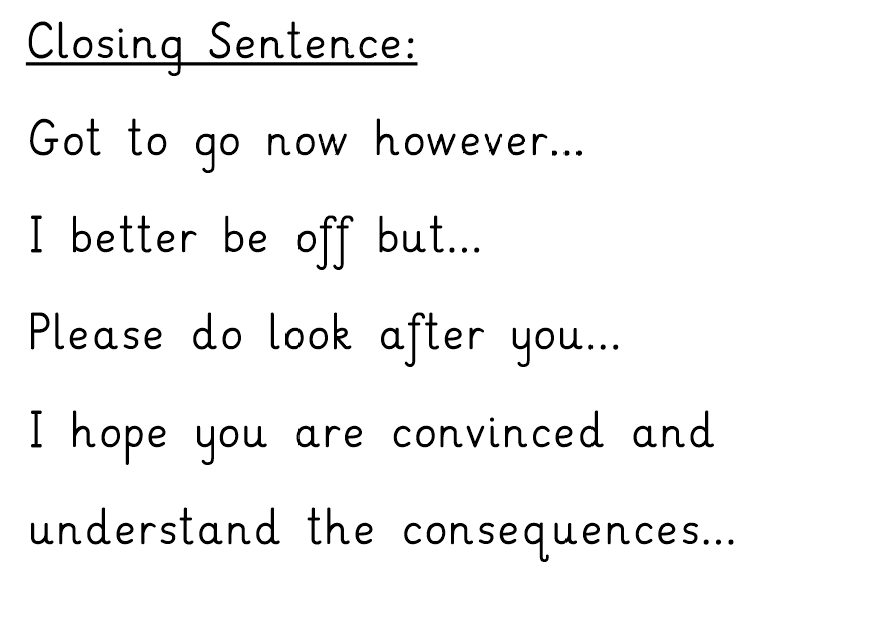 Closing Sentence:
Got to go now however...
I better be off but...
Please do look after you...
I hope you are convinced and
understand the consequences...